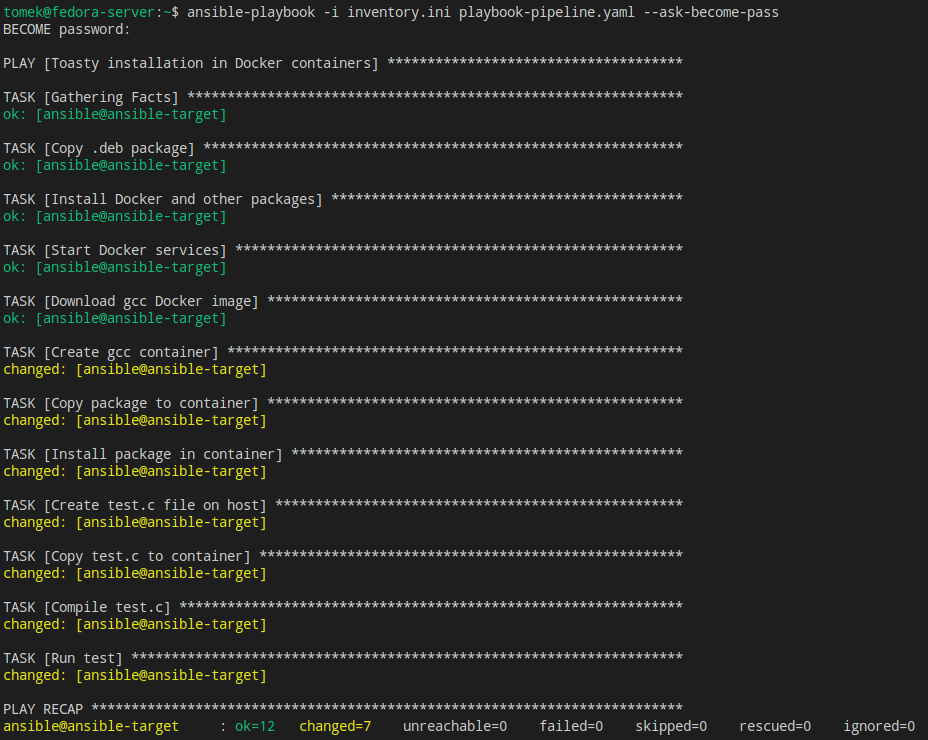 tomek@fedora-server:~$ ansible-playbook -i inventory.ini playbook-pipeline.yaml --ask-become-pass
BECOME password:
PLAY [Toasty installation in Docker containers] *************************************
TASK [Gathering Facts] **************************************************************
ok: [ansible@ansible-target]
TASK [Copy .deb package] ************************************************************
ok: [ansible@ansible-target]
TASK [Install Docker and other packages] ********************************************
ok: [ansible@ansible-target]
TASK [Start Docker services] ********************************************************
ok: [ansible@ansible-target]
TASK [Download gcc Docker image] ****************************************************
ok: [ansible@ansible-target]
TASK [Create gcc container] *********************************************************
changed: [ansible@ansible-target]
TASK [Copy package to container] ****************************************************
changed: [ansible@ansible-target]
TASK [Install package in container] *************************************************
changed: [ansible@ansible-target]
TASK [Create test.c file on host] ***************************************************
changed: [ansible@ansible-target]
TASK [Copy test.c to container] *****************************************************
changed: [ansible@ansible-target]
TASK [Compile test.c] ***************************************************************
changed: [ansible@ansible-target]
TASK [Run test] *********************************************************************
changed: [ansible@ansible-target]
PLAY RECAP **************************************************************************
ansible@ansible-target     : ok=12   changed=7    unreachable=0    failed=0    skipped=0    rescued=0    ignored=0